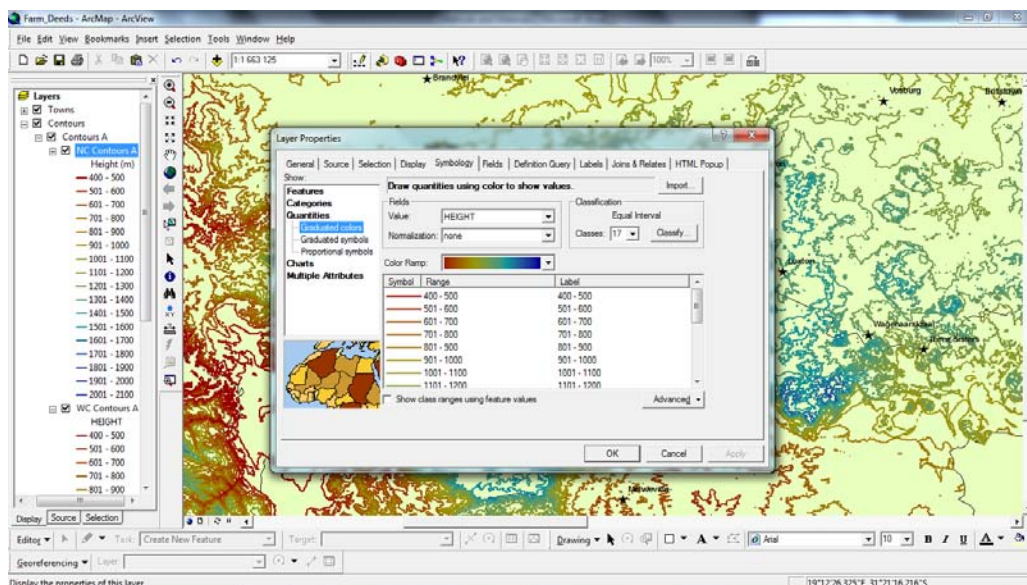 Farm_Deeds - ArcMap - ArcView
File Edit View Bookmarks Insert Selection Tools Window Help
1:1 663 125
100%
Layers
Towns
Contours
Contours A
NC Contours A
Height (m)
400 - 500
501 - 600
601 - 700
701 - 800
801 - 900
901 - 1000
1001 - 1100
1101 - 1200
1201 - 1300
1301 - 1400
1401 - 1500
1501 - 1600
1601 - 1700
1701 - 1800
1801 - 1900
1901 - 2000
2001 - 2100
WC Contours A
HEIGHT
400 - 500
501 - 600
601 - 700
701 - 800
801 - 900
Display Source Selection
Brandvlei
Vosburg
Layer Properties
General Source Selection Display Symbology Fields Definition Query Labels Joins & Relates HTML Popup
Show:
Features
Categories
Quantities
Graduated colors
Graduated symbols
Proportional symbols
Charts
Multiple Attributes
Draw quantities using color to show values.
Import...
Fields
Value: HEIGHT
Normalization: none
Classification
Equal Interval
Classes: 17
Classify...
Color Ramp:
Symbol Range Label
400 - 500 400 - 500
501 - 600 501 - 600
601 - 700 601 - 700
701 - 800 701 - 800
801 - 900 801 - 900
901 - 1000 901 - 1000
1001 - 1100 1001 - 1100
1101 - 1200 1101 - 1200
Show class ranges using feature values
Advanced
OK Cancel Apply
Editor Task: Create New Feature Target:
Drawing A Arial 10 B I U A
Georeferencing Layer:
Display the properties of this layer
19°12'26.325"E 31°21'16.216"S